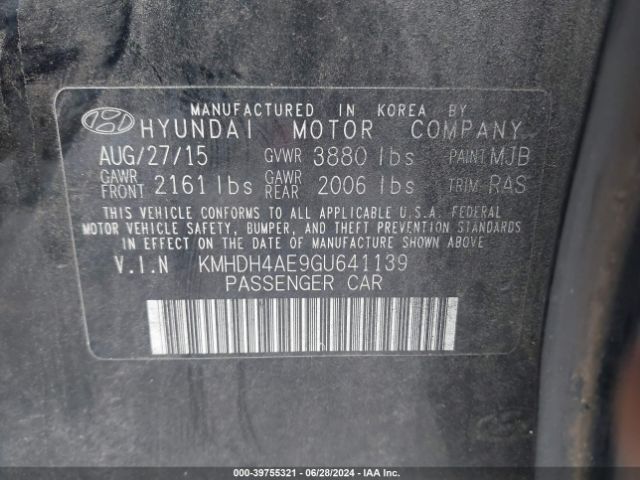 MANUFACTURED IN KOREA BY
HYUNDAI MOTOR COMPANY
AUG/27/15 GVWR 3880 lbs PAINT MJB
GAWR FRONT 2161 lbs GAWR REAR 2006 lbs TRIM RAS
THIS VEHICLE CONFORMS TO ALL APPLICABLE U.S.A. FEDERAL
MOTOR VEHICLE SAFETY, BUMPER, AND THEFT PREVENTION STANDARDS
IN EFFECT ON THE DATE OF MANUFACTURE SHOWN ABOVE
V.I.N KMHDH4AE9GU641139
PASSENGER CAR
000-39755321 | 06/28/2024 | IAA Inc.